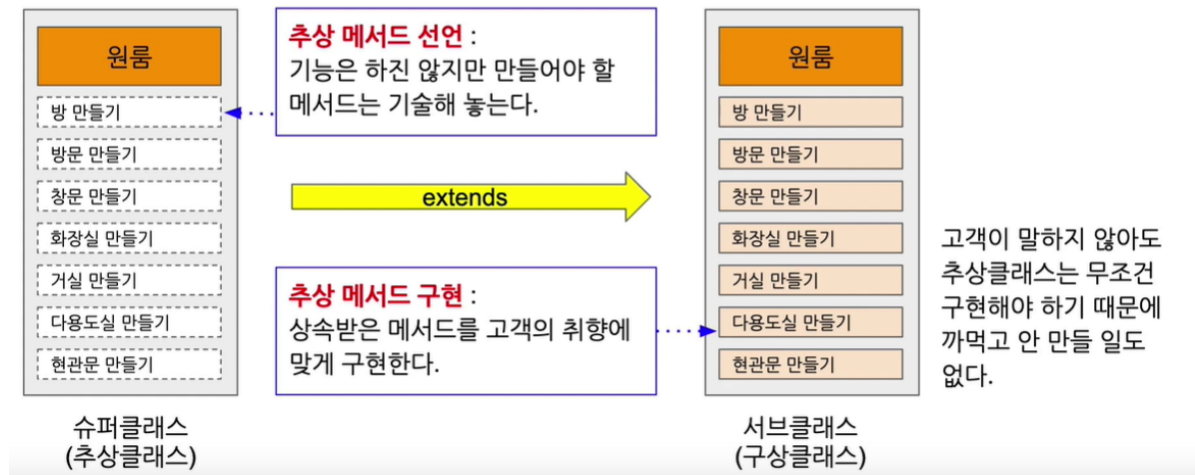 원룸
방 만들기
방문 만들기
창문 만들기
화장실 만들기
거실 만들기
다용도실 만들기
현관문 만들기
슈퍼클래스
(추상클래스)
추상 메서드 선언 :
기능은 하진 않지만 만들어야 할
메서드는 기술해 놓는다.
extends
추상 메서드 구현 :
상속받은 메서드를 고객의 취향에
맞게 구현한다.
원룸
방 만들기
방문 만들기
창문 만들기
화장실 만들기
거실 만들기
다용도실 만들기
현관문 만들기
서브클래스
(구상클래스)
고객이 말하지 않아도
추상클래스는 무조건
구현해야 하기 때문에
까먹고 안 만들 일도
없다.